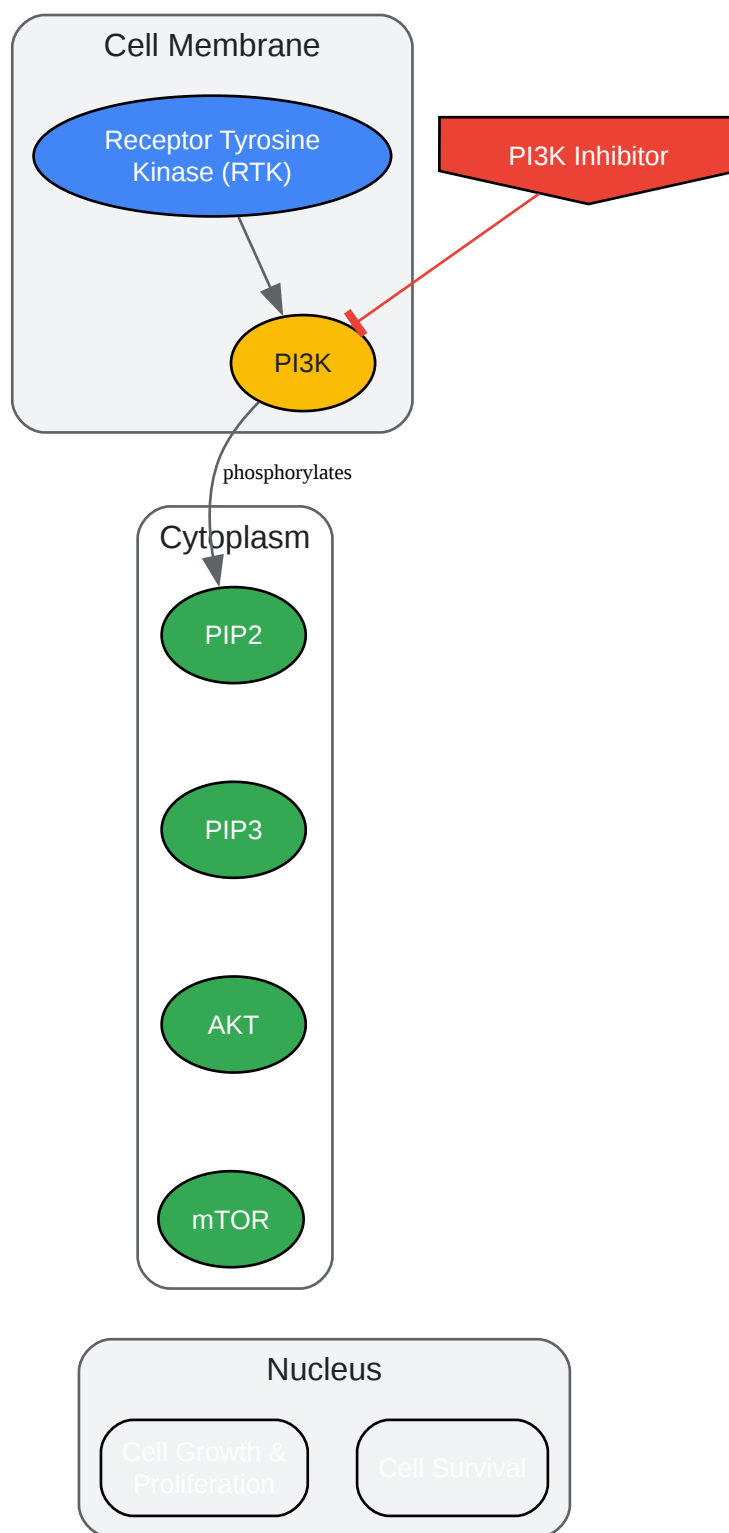 Cell Membrane
Receptor Tyrosine
Kinase (RTK)
PI3K Inhibitor
PI3K
phosphorylates
Cytoplasm
PIP2
PIP3
AKT
mTOR
Nucleus
Cell Growth &
Proliferation
Cell Survival